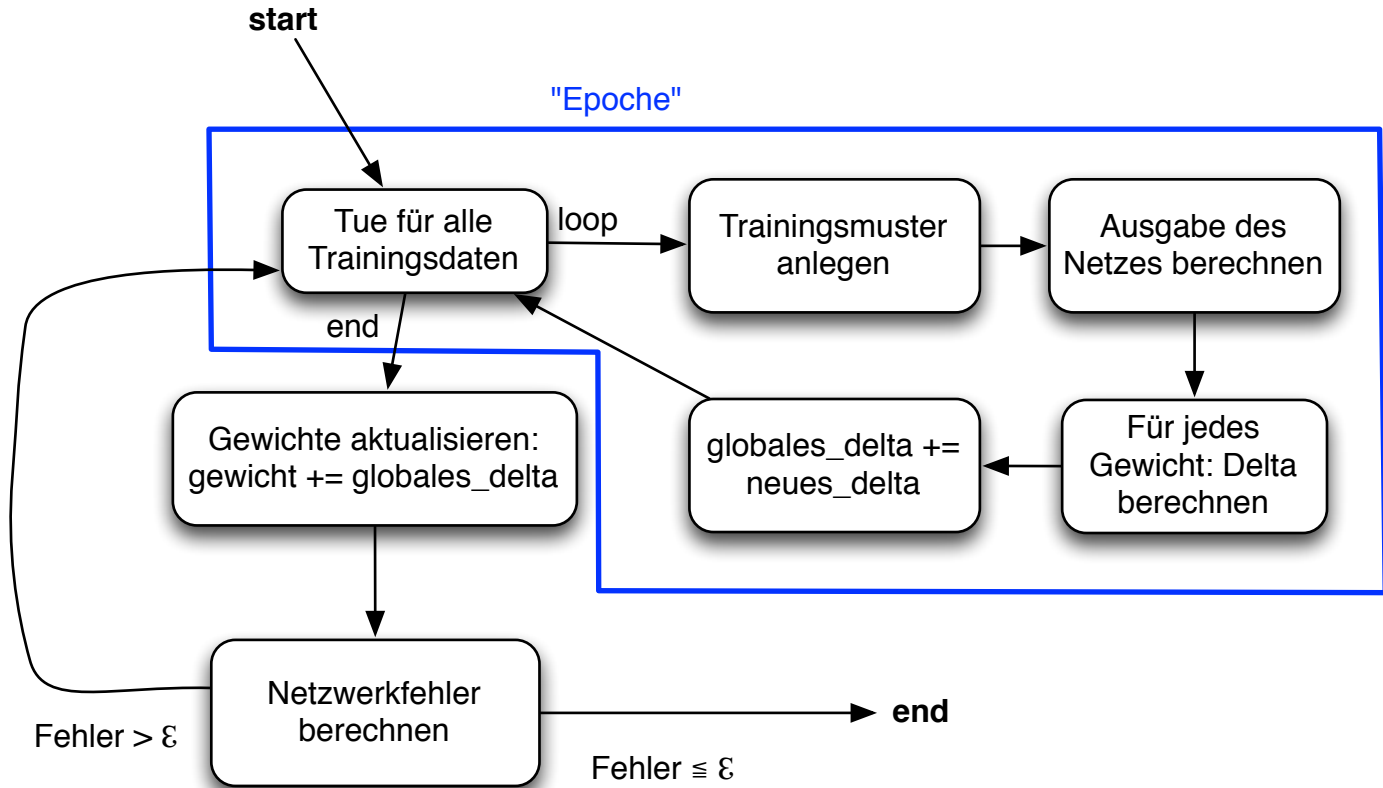 start
"Epoche"
Tue für alle
Trainingsdaten
loop
Trainingsmuster
anlegen
Ausgabe des
Netzes berechnen
end
Gewichte aktualisieren:
gewicht += globales_delta
globales_delta +=
neues_delta
Für jedes
Gewicht: Delta
berechnen
Netzwerkfehler
berechnen
end
Fehler > ε
Fehler ≦ ε